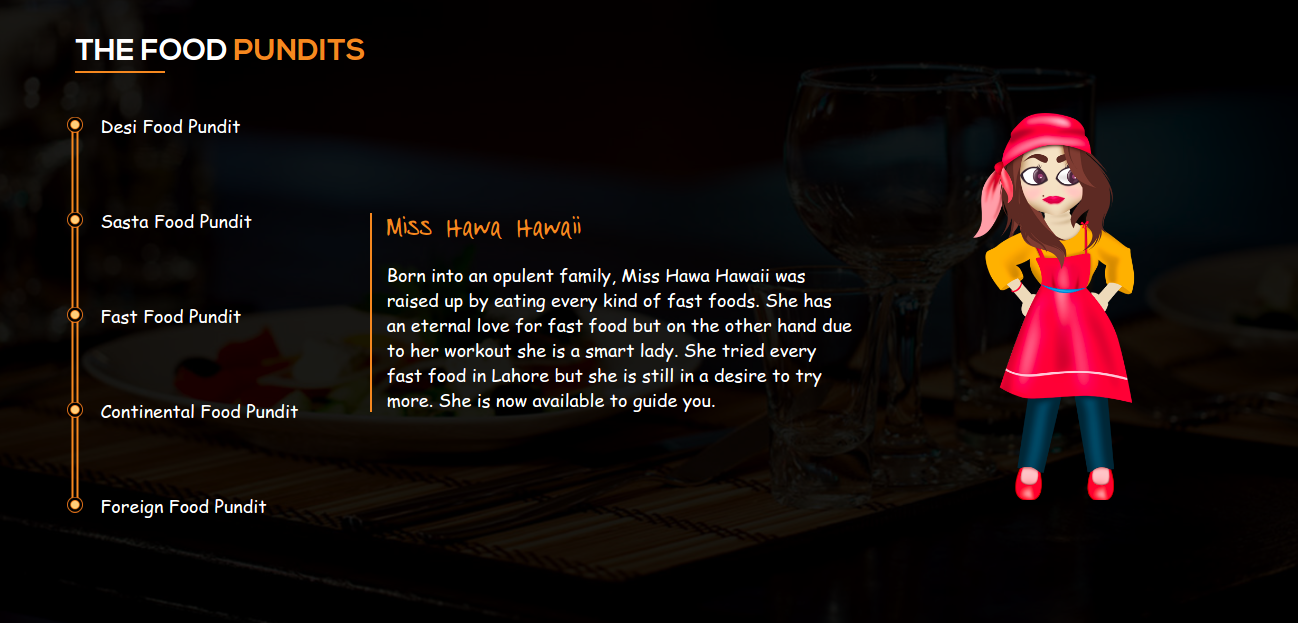 THE FOOD PUNDITS
Desi Food Pundit
Sasta Food Pundit
Fast Food Pundit
Continental Food Pundit
Foreign Food Pundit
Miss Hawa Hawaii
Born into an opulent family, Miss Hawa Hawaii was
raised up by eating every kind of fast foods. She has
an eternal love for fast food but on the other hand due
to her workout she is a smart lady. She tried every
fast food in Lahore but she is still in a desire to try
more. She is now available to guide you.